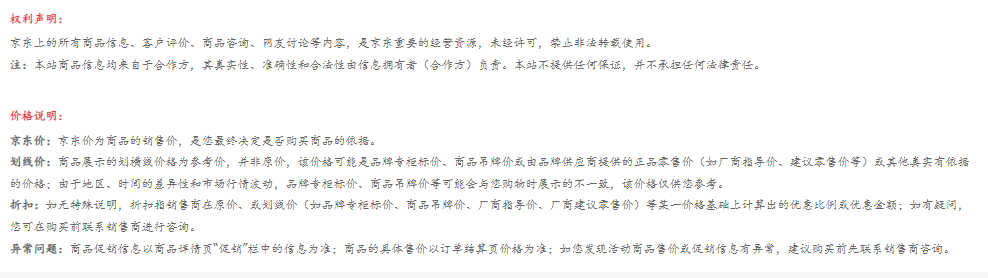 权利声明：
京东上的所有商品信息、客户评价、商品咨询、网友讨论等内容，是京东重要的经营资源，未经许可，禁止非法转载使用。
注：本站商品信息均来自于合作方，其真实性、准确性和合法性由信息拥有者（合作方）负责。本站不提供任何保证，并不承担任何法律责任。
价格说明：
京东价：京东价为商品的销售价，是您最终决定是否购买商品的依据。
划线价：商品展示的划横线价格为参考价，并非原价，该价格可能是品牌专柜标价、商品吊牌价或由品牌供应商提供的正品零售价（如厂商指导价、建议零售价等）或其他真实有依据
的价格；由于地区、时间的差异性和市场行情波动，品牌专柜标价、商品吊牌价等可能会与您购物时展示的不一致，该价格仅供您参考。
折扣：如无特殊说明，折扣指销售商在原价、或划线价（如品牌专柜标价、商品吊牌价、厂商指导价、厂商建议零售价）等某一价格基础上计算出的优惠比例或优惠金额；如有疑问，
您可在购买前联系销售商进行咨询。
异常问题：商品促销信息以商品详情页“促销”栏中的信息为准；商品的具体售价以订单结算页价格为准；如您发现活动商品售价或促销信息有异常，建议购买前先联系销售商咨询。